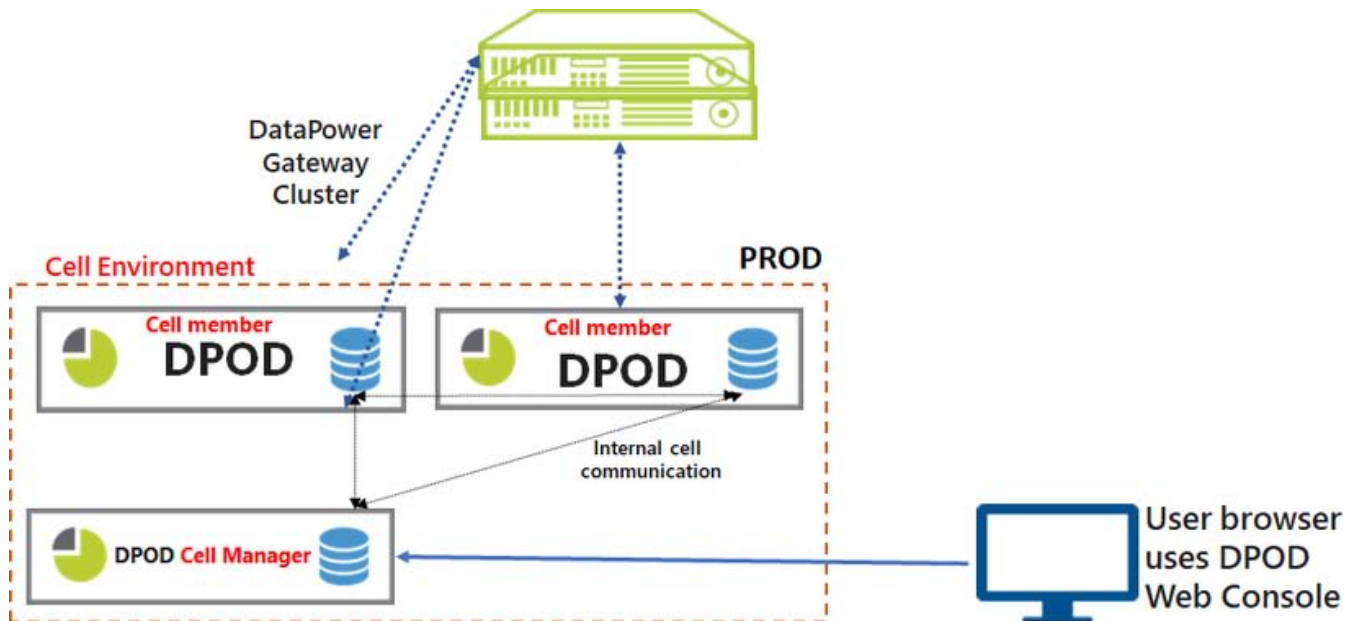 DataPower
Gateway
Cluster
Cell Environment
PROD
Cell member
DPOD
Cell member
DPOD
Internal cell
communication
DPOD Cell Manager
User browser
uses DPOD
Web Console